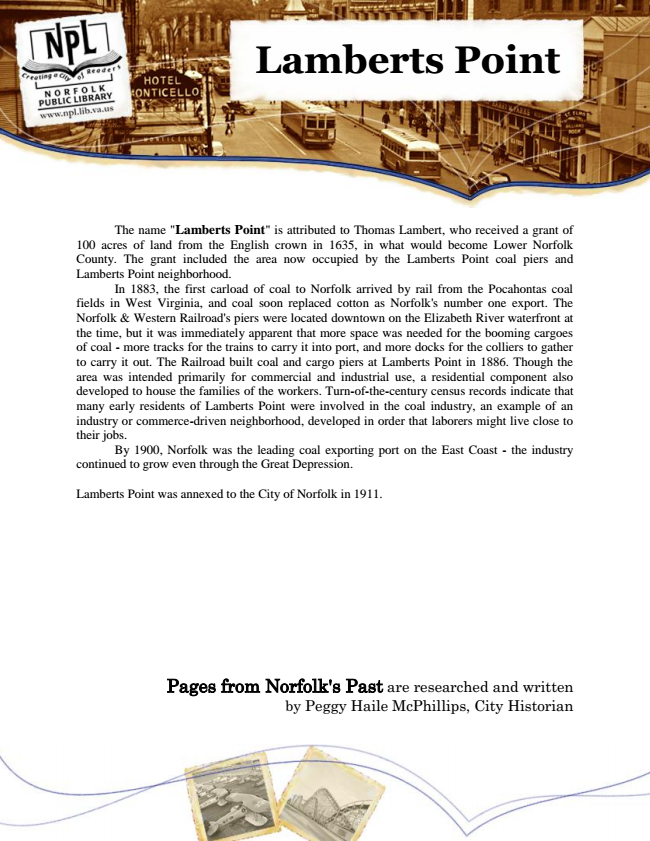 NPL
Creating a City of Readers
NORFOLK
PUBLIC LIBRARY
www.npl.lib.va.us
Lamberts Point
HOTEL
MONTICELLO
MONTICELLO
The name "Lamberts Point" is attributed to Thomas Lambert, who received a grant of
100 acres of land from the English crown in 1635, in what would become Lower Norfolk
County. The grant included the area now occupied by the Lamberts Point coal piers and
Lamberts Point neighborhood.
In 1883, the first carload of coal to Norfolk arrived by rail from the Pocahontas coal
fields in West Virginia, and coal soon replaced cotton as Norfolk's number one export. The
Norfolk & Western Railroad's piers were located downtown on the Elizabeth River waterfront at
the time, but it was immediately apparent that more space was needed for the booming cargoes
of coal - more tracks for the trains to carry it into port, and more docks for the colliers to gather
to carry it out. The Railroad built coal and cargo piers at Lamberts Point in 1886. Though the
area was intended primarily for commercial and industrial use, a residential component also
developed to house the families of the workers. Turn-of-the-century census records indicate that
many early residents of Lamberts Point were involved in the coal industry, an example of an
industry or commerce-driven neighborhood, developed in order that laborers might live close to
their jobs.
By 1900, Norfolk was the leading coal exporting port on the East Coast - the industry
continued to grow even through the Great Depression.
Lamberts Point was annexed to the City of Norfolk in 1911.
Pages from Norfolk's Past are researched and written
by Peggy Haile McPhillips, City Historian